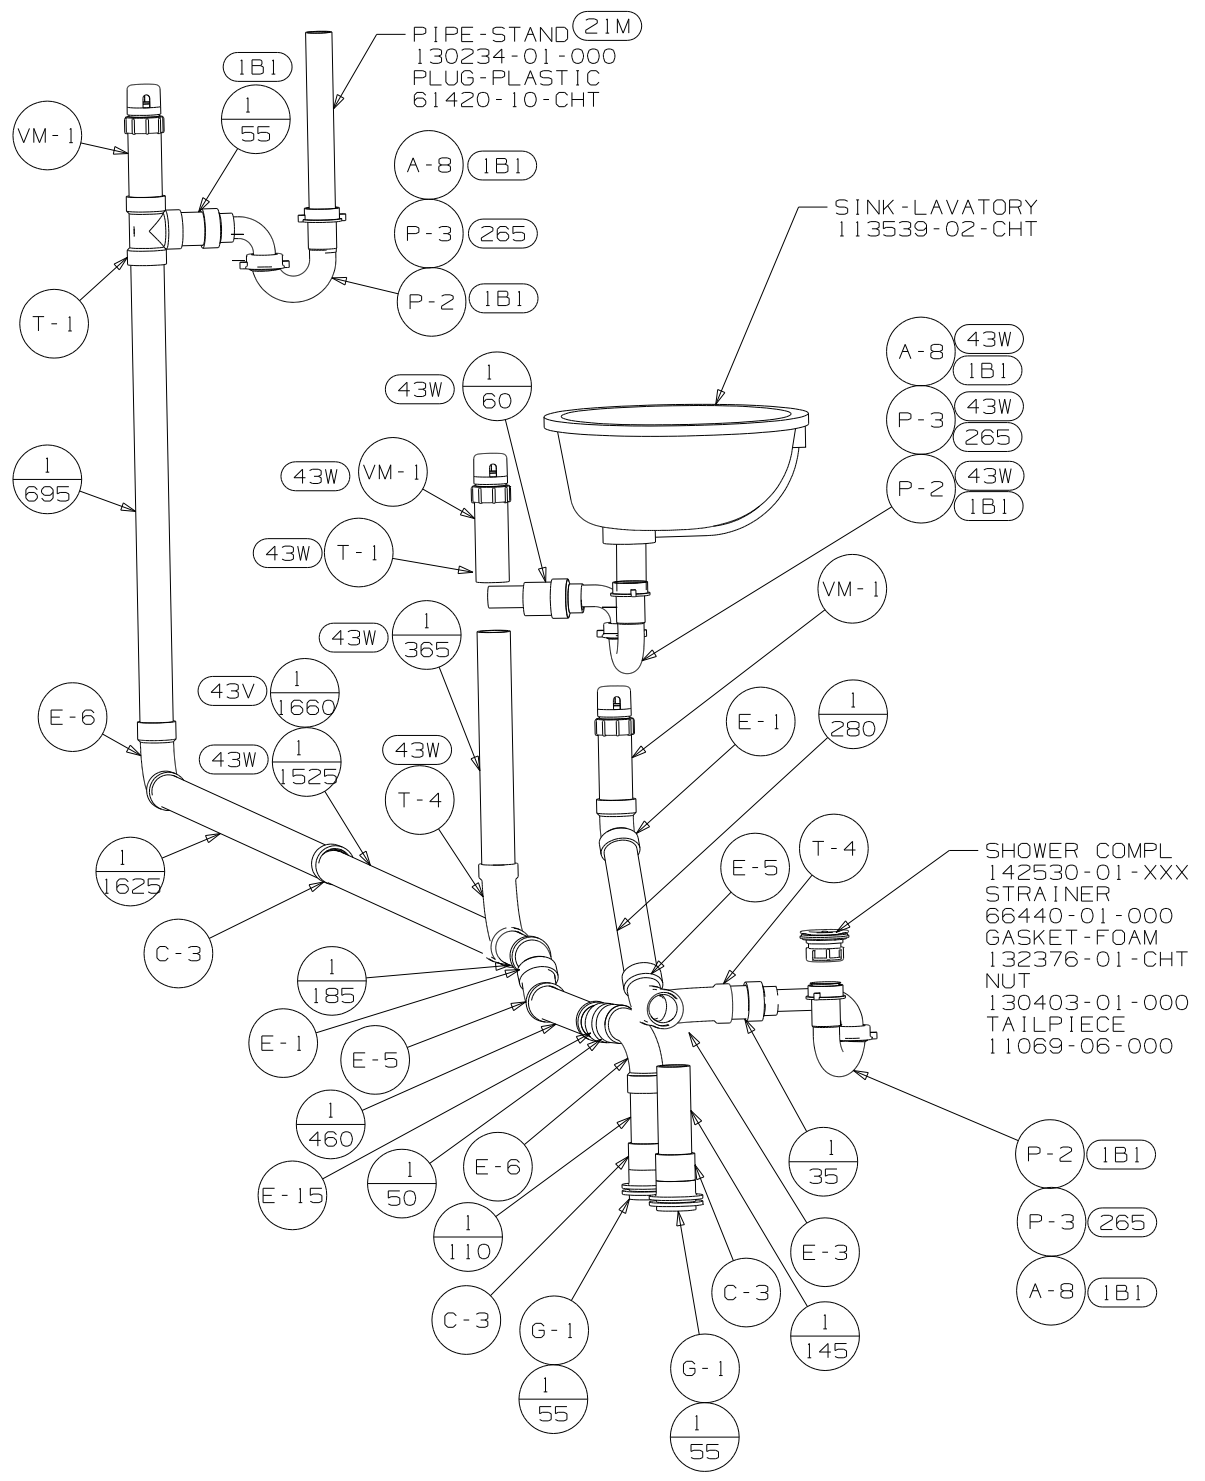 PIPE-STAND 21M
130234-01-000
PLUG-PLASTIC
61420-10-CHT
1B1
1
55
VM-1
A-8 1B1
P-3 265
P-2 1B1
T-1
SINK-LAVATORY
113539-02-CHT
A-8 43W
1B1
P-3 43W
265
P-2 43W
1B1
43W 1
60
43W VM-1
43W T-1
1
695
VM-1
43W 1
365
43V 1
1660
43W 1
1525
E-6
E-1
1
280
43W
T-4
T-4
E-5
1
1625
C-3
SHOWER COMPL
142530-01-XXX
STRAINER
66440-01-000
GASKET-FOAM
132376-01-CHT
NUT
130403-01-000
TAILPIECE
11069-06-000
1
185
E-1
E-5
1
460
E-15
1
50
E-6
1
110
C-3
G-1
1
55
G-1
1
55
C-3
1
145
E-3
1
35
P-2 1B1
P-3 265
A-8 1B1